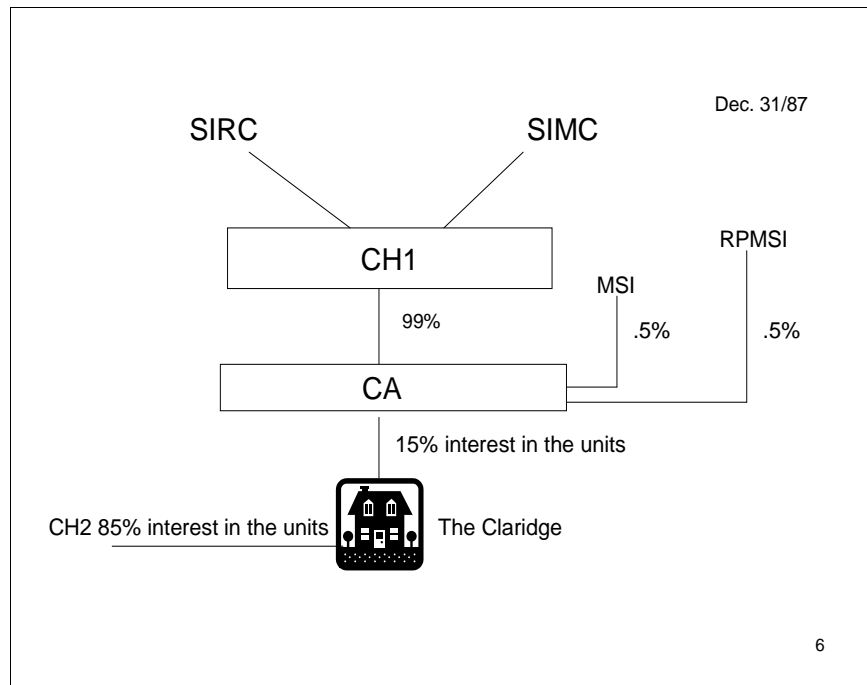 Dec. 31/87
SIRC
SIMC
CH1
RPMSI
MSI
99%
.5%
.5%
CA
15% interest in the units
CH2 85% interest in the units
The Claridge
6